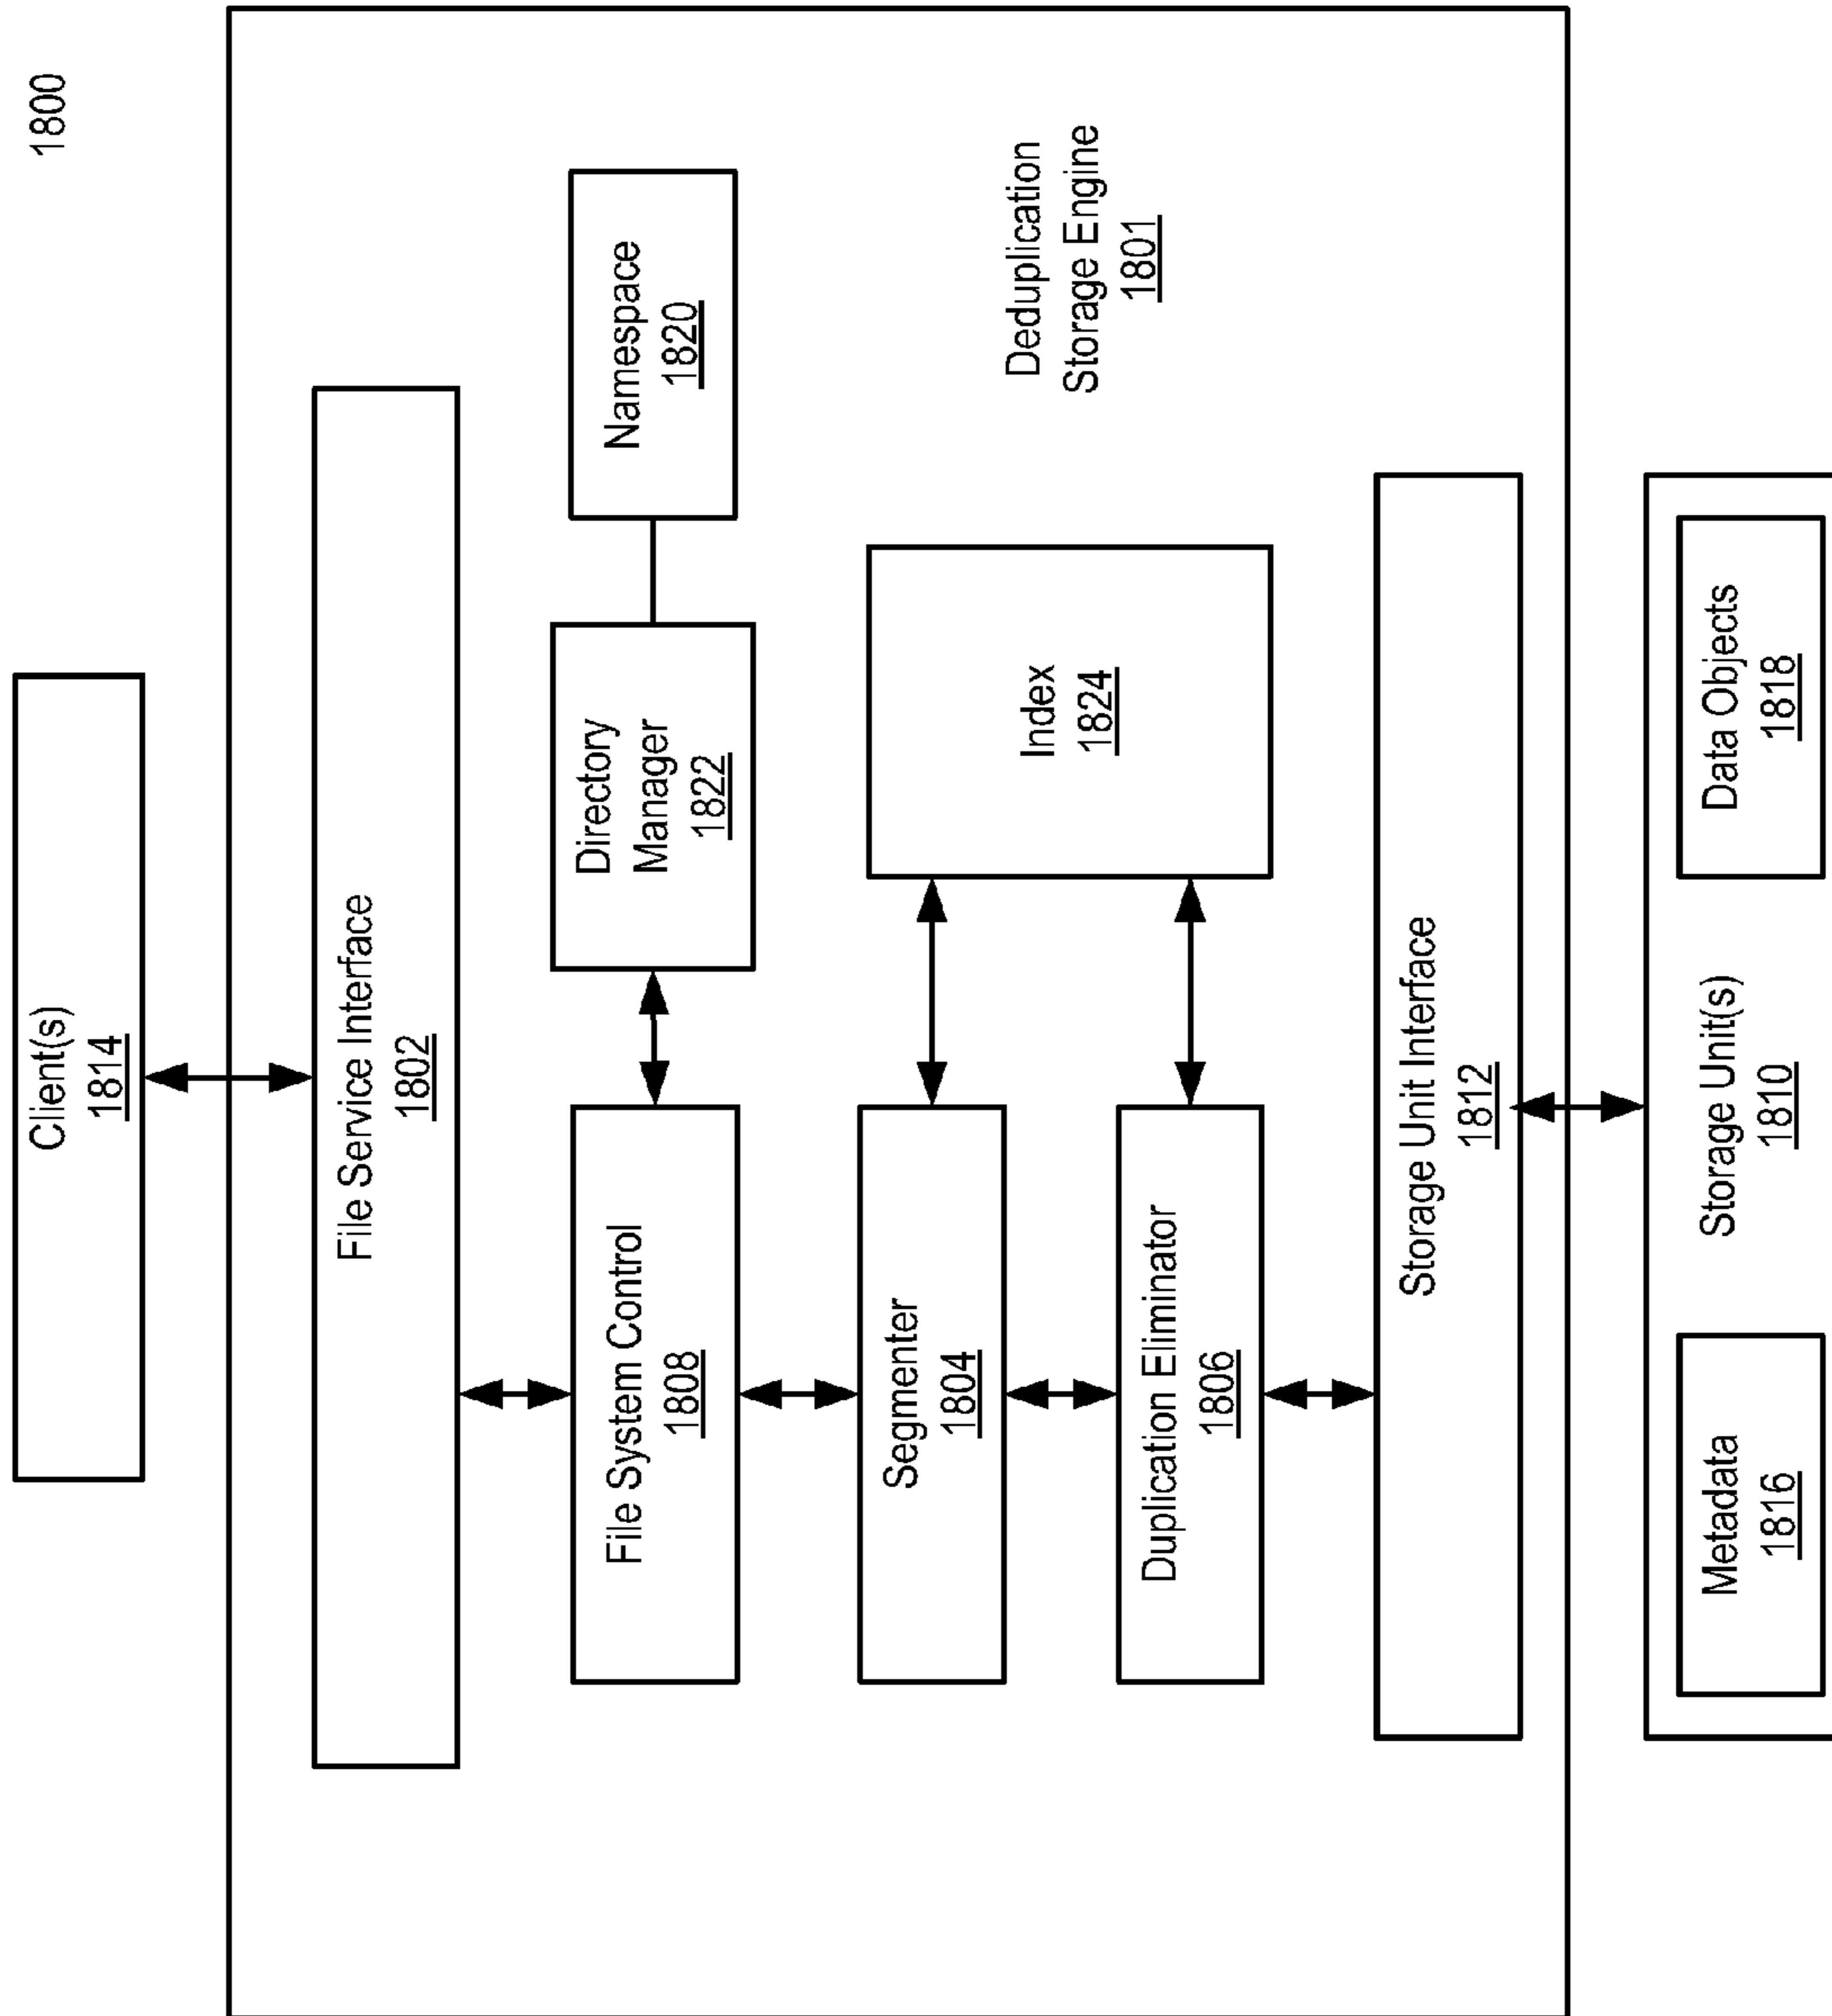 1800
Client(s)
1814
File Service Interface
1802
File System Control
1808
Directory
Manager
1822
Namespace
1820
Segmenter
1804
Index
1824
Duplication Eliminator
1806
Deduplication
Storage Engine
1801
Storage Unit Interface
1812
Metadata
1816
Storage Unit(s)
1810
Data Objects
1818